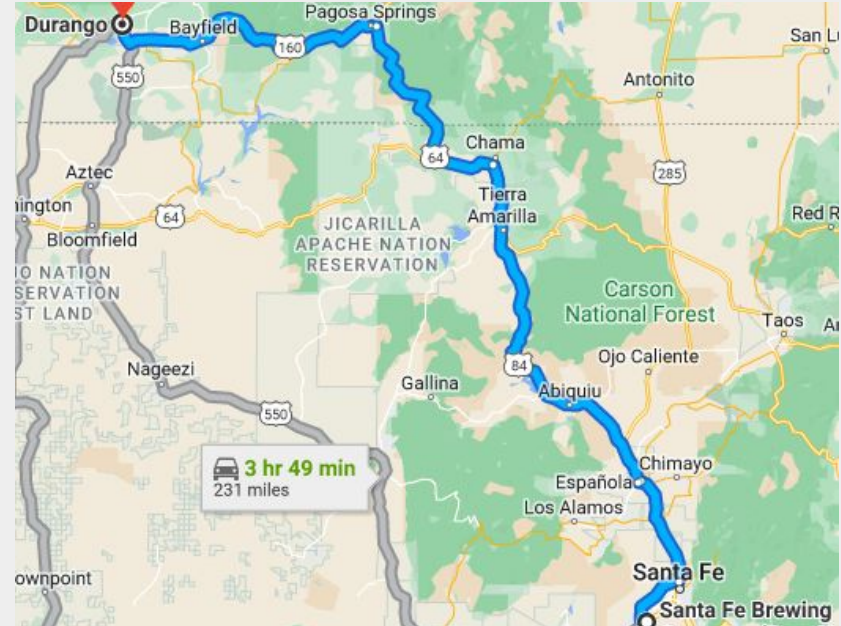 Durango
Bayfield
Pagosa Springs
160
550
San Lu
Antonito
Chama
64
285
Aztec
Tierra
Amarilla
ington
64
Bloomfield
JICARILLA
APACHE NATION
RESERVATION
Red R
JO NATION
SERVATION
ST LAND
Carson
National Forest
Taos
Ar
Nageezi
84
Ojo Caliente
Gallina
Abiquiu
550
3 hr 49 min
231 miles
Chimayo
Española
Los Alamos
ownpoint
Santa Fe
Santa Fe Brewing